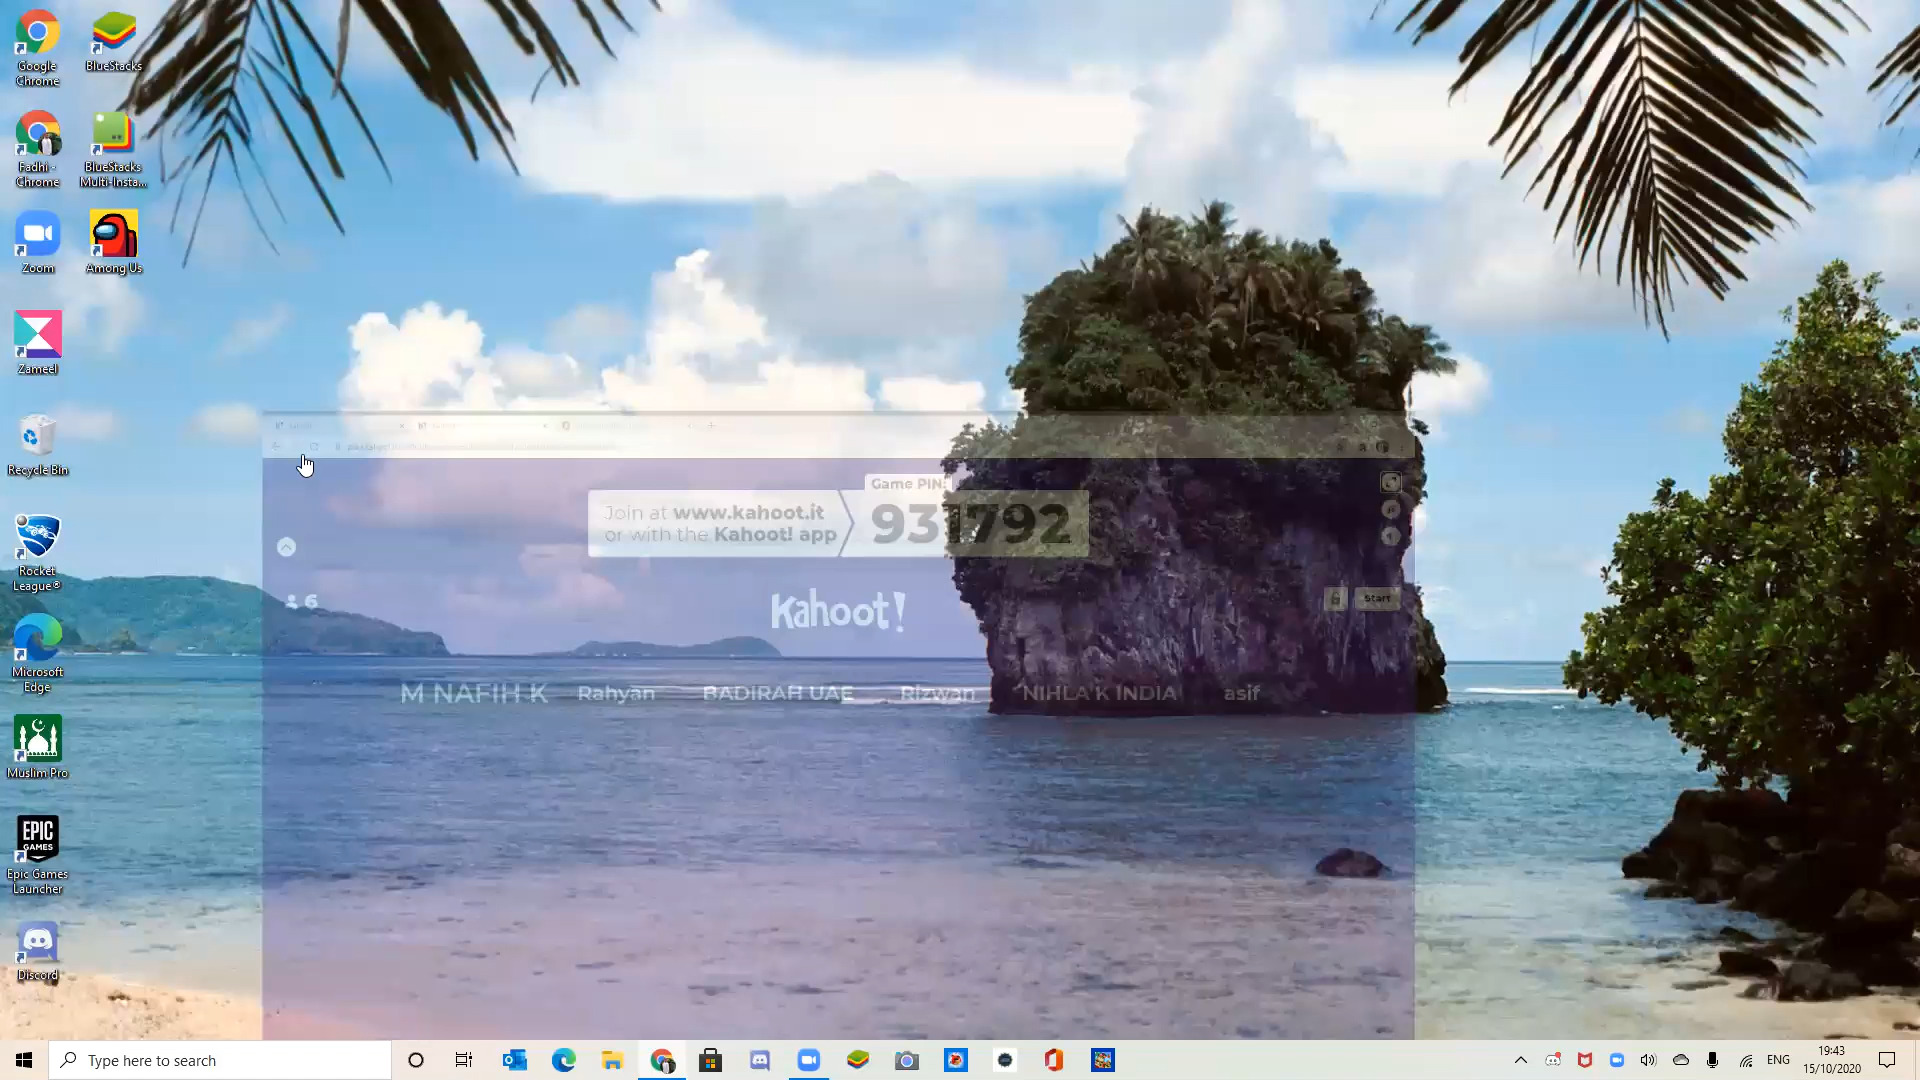 Google
Chrome
BlueStacks
Fadhi -
Chrome
BlueStacks
Multi-Insta...
Zoom
Among Us
Zameel
Recycle Bin
Rocket
League®
Microsoft
Edge
Muslim Pro
EPIC
GAMES
Epic Games
Launcher
Discord
Join at www.kahoot.it
or with the Kahoot! app
Game PIN:
931792
6
Kahoot!
Start
M NAFIH K
Rahyan
BADIRAH UAE
Rizwan
NIHLA K INDIA
asif
Type here to search
ENG
19:43
15/10/2020